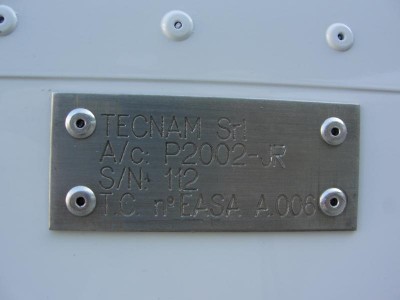 TECNAM Srl
A/c: P2002-JR
S/N: 112
T.C. n° EASA A 006